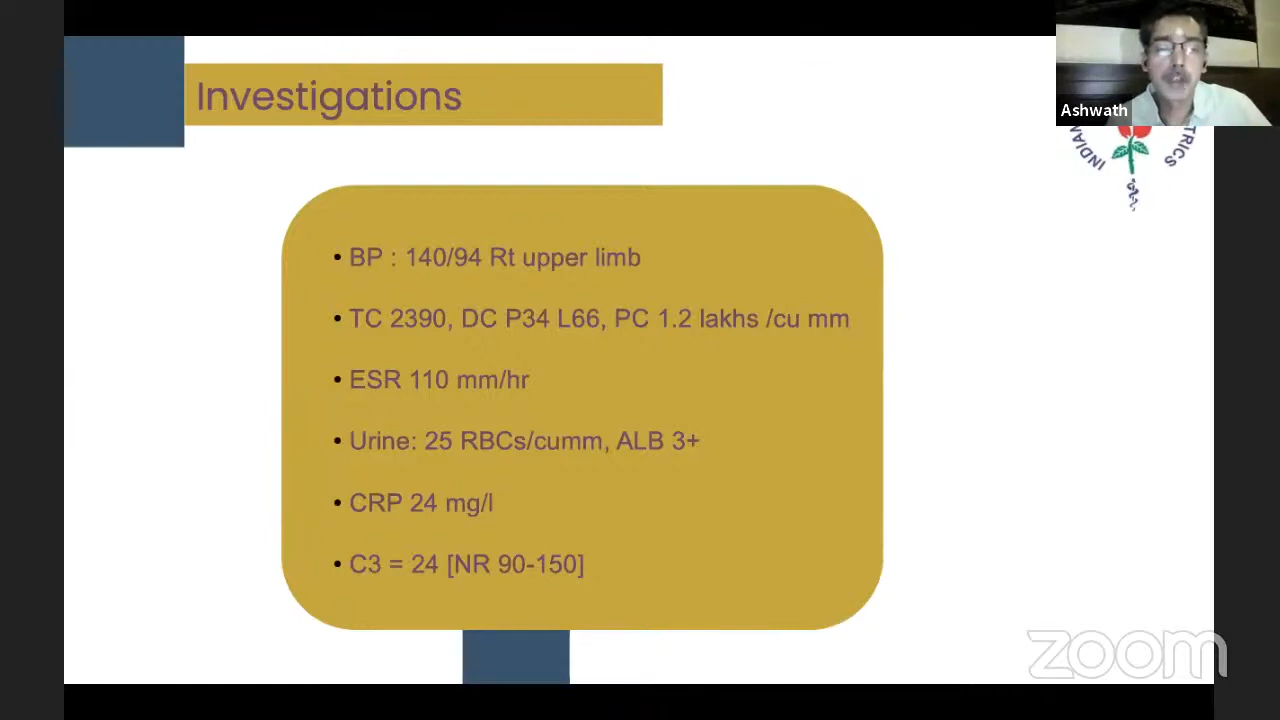 Investigations
Ashwath
INDIAN
TRICS
• BP : 140/94 Rt upper limb
• TC 2390, DC P34 L66, PC 1.2 lakhs /cu mm
• ESR 110 mm/hr
• Urine: 25 RBCs/cumm, ALB 3+
• CRP 24 mg/l
• C3 = 24 [NR 90-150]
zoom